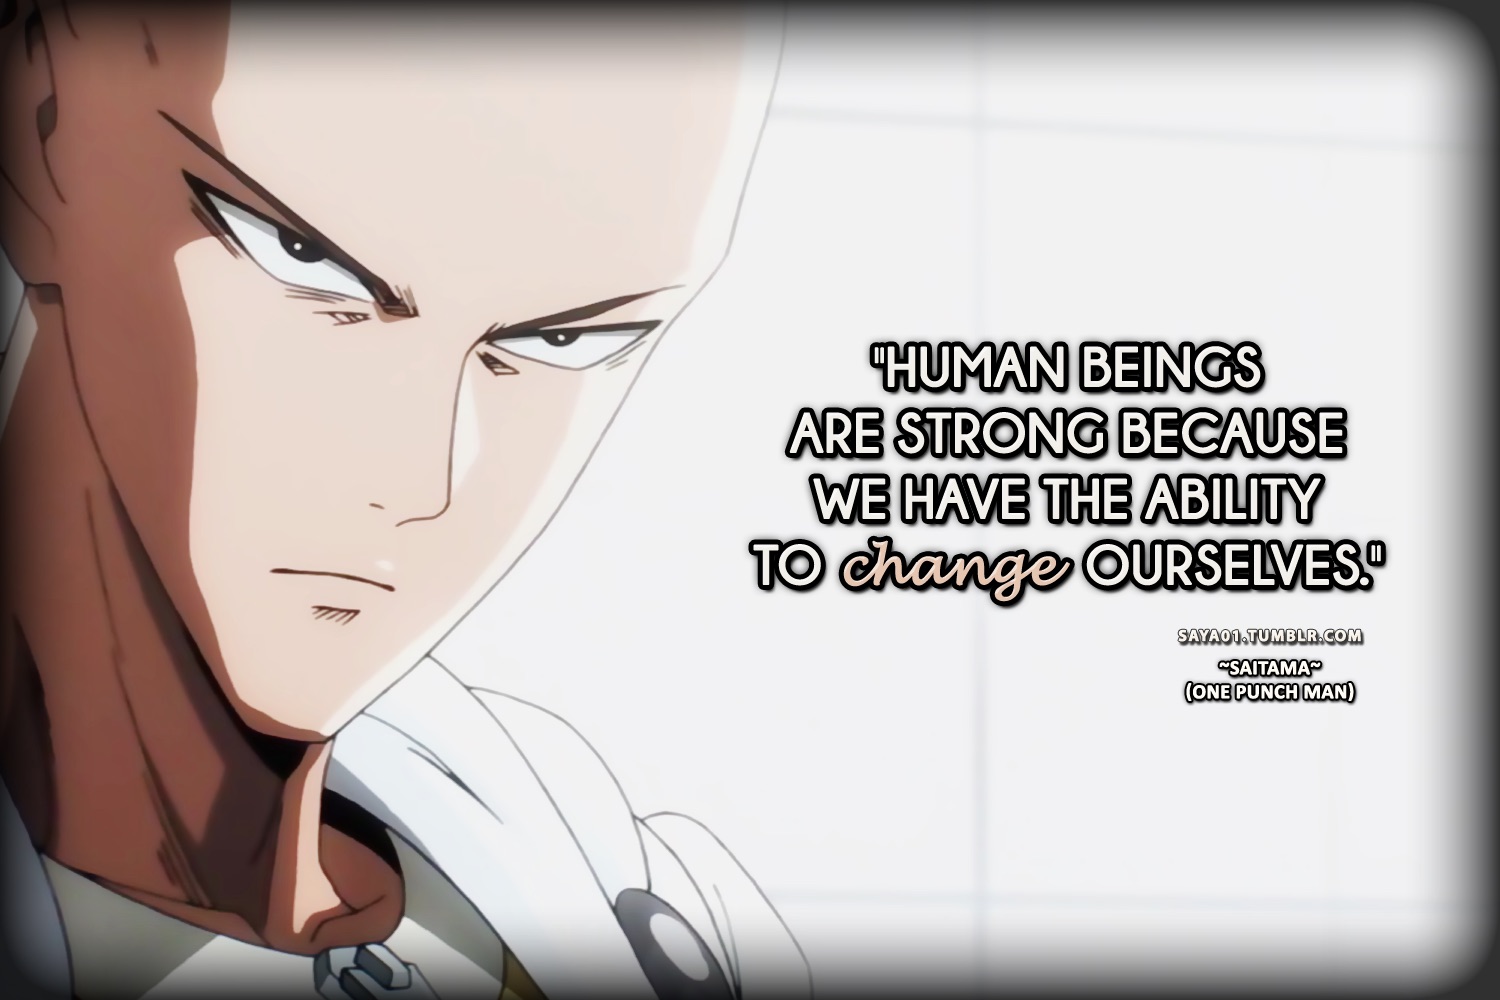 "HUMAN BEINGS
ARE STRONG BECAUSE
WE HAVE THE ABILITY
TO change OURSELVES."
SAYA01.TUMBLR.COM
~SAITAMA~
(ONE PUNCH MAN)